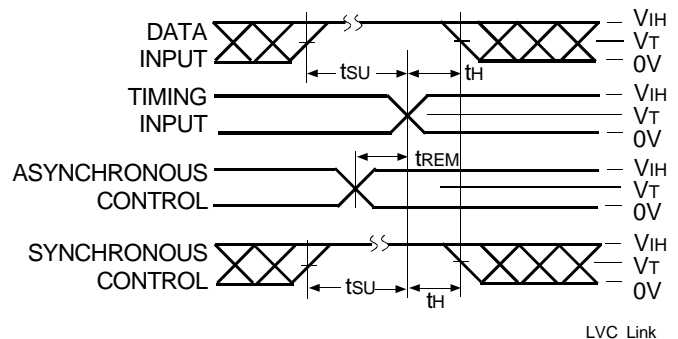 DATA
INPUT
tSU
tH
VIH
VT
0V
TIMING
INPUT
VIH
VT
0V
tREM
ASYNCHRONOUS
CONTROL
VIH
VT
0V
SYNCHRONOUS
CONTROL
tSU
tH
VIH
VT
0V
LVC Link